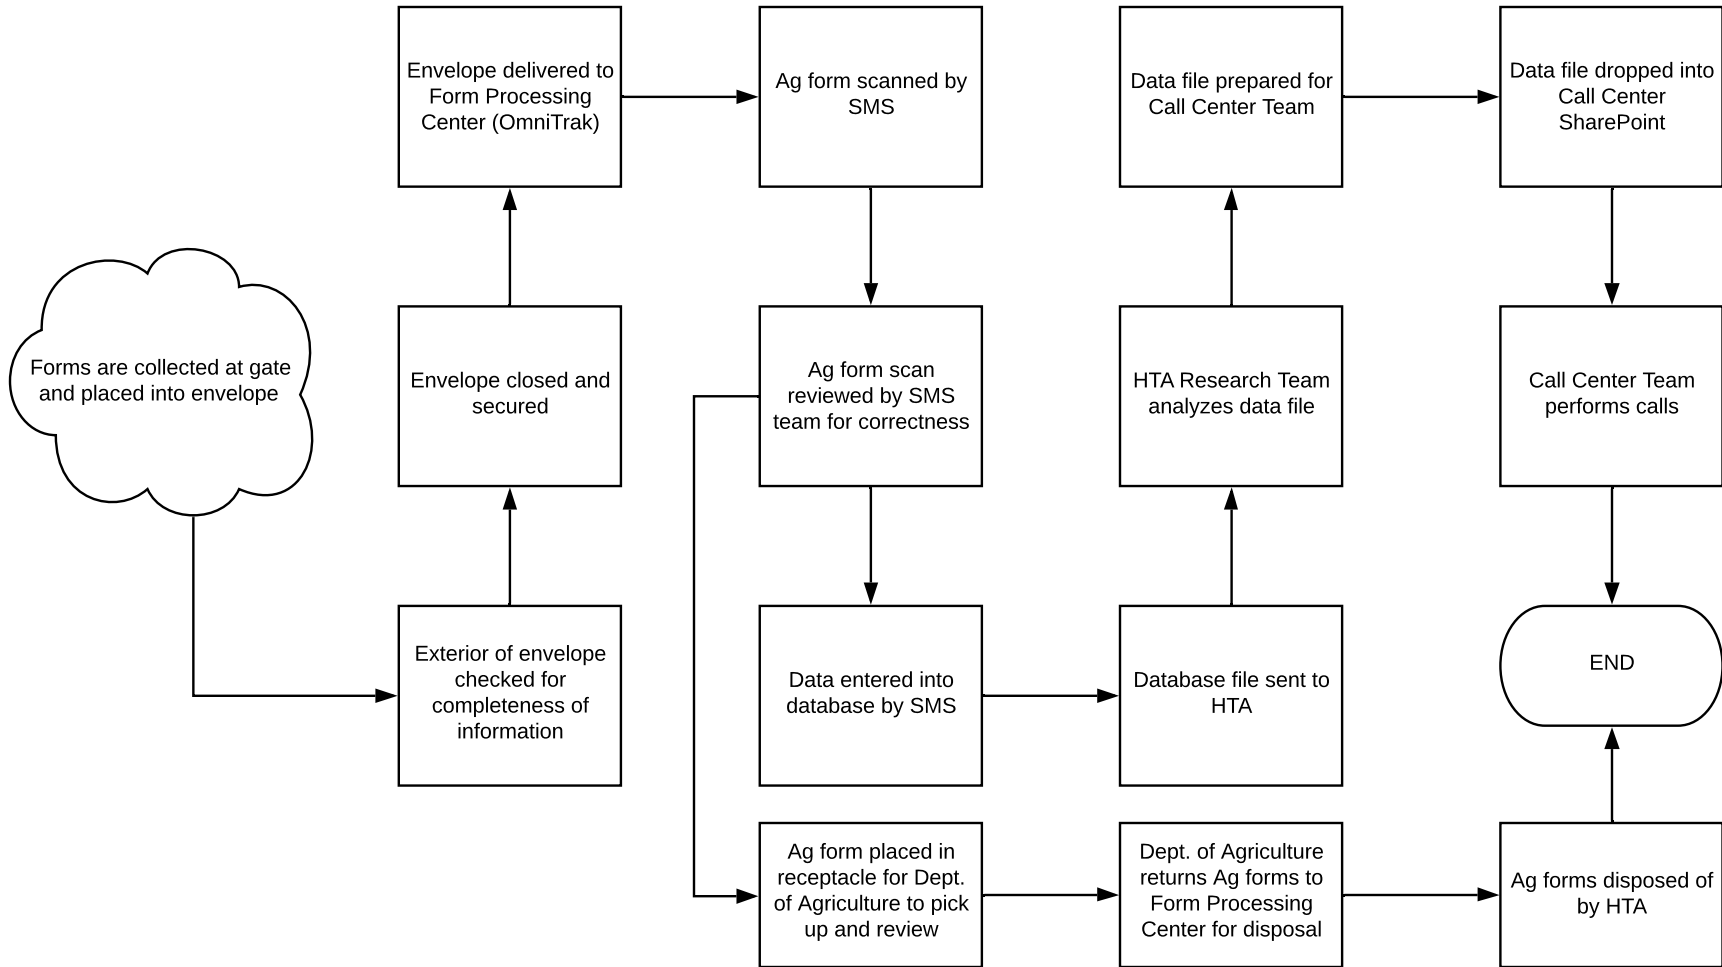 Forms are collected at gate
and placed into envelope
Exterior of envelope
checked for
completeness of
information
Envelope closed and
secured
Envelope delivered to
Form Processing
Center (OmniTrak)
Ag form scanned by
SMS
Ag form scan
reviewed by SMS
team for correctness
Data entered into
database by SMS
Database file sent to
HTA
HTA Research Team
analyzes data file
Data file prepared for
Call Center Team
Data file dropped into
Call Center
SharePoint
Call Center Team
performs calls
END
Ag form placed in
receptacle for Dept.
of Agriculture to pick
up and review
Dept. of Agriculture
returns Ag forms to
Form Processing
Center for disposal
Ag forms disposed of
by HTA